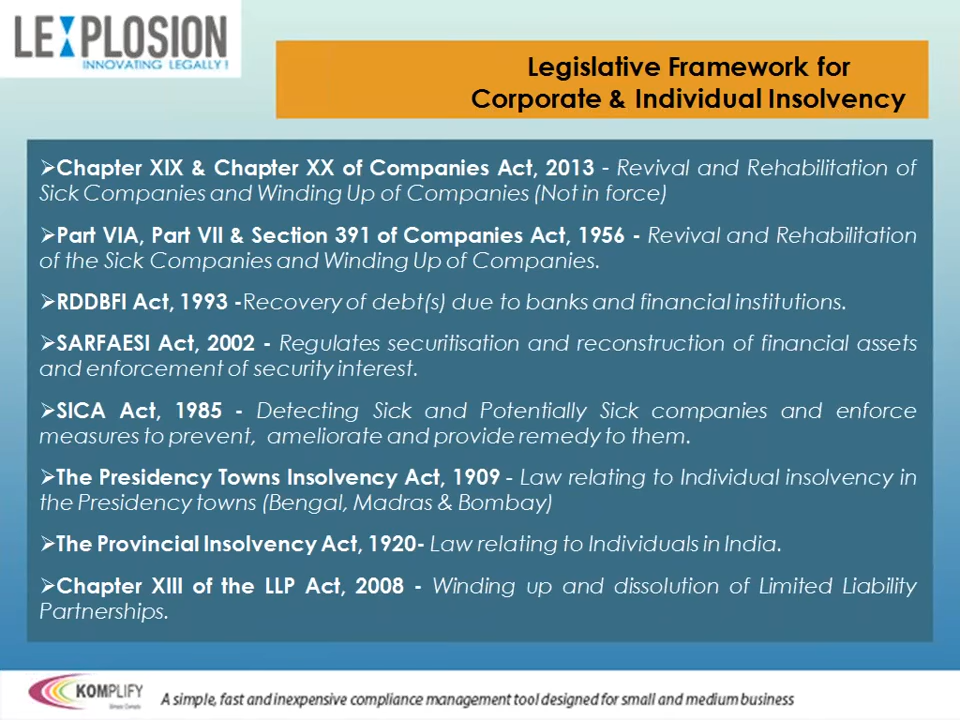 LEXPLOSION
INNOVATING LEGALLY!
Legislative Framework for
Corporate & Individual Insolvency
➢Chapter XIX & Chapter XX of Companies Act, 2013 - Revival and Rehabilitation of
Sick Companies and Winding Up of Companies (Not in force)
➢Part VIA, Part VII & Section 391 of Companies Act, 1956 - Revival and Rehabilitation
of the Sick Companies and Winding Up of Companies.
➢RDDBFI Act, 1993 -Recovery of debt(s) due to banks and financial institutions.
➢SARFAESI Act, 2002 - Regulates securitisation and reconstruction of financial assets
and enforcement of security interest.
➢SICA Act, 1985 - Detecting Sick and Potentially Sick companies and enforce
measures to prevent, ameliorate and provide remedy to them.
➢The Presidency Towns Insolvency Act, 1909 - Law relating to Individual insolvency in
the Presidency towns (Bengal, Madras & Bombay)
➢The Provincial Insolvency Act, 1920- Law relating to Individuals in India.
➢Chapter XIII of the LLP Act, 2008 - Winding up and dissolution of Limited Liability
Partnerships.
KOMPLIFY
A simple, fast and inexpensive compliance management tool designed for small and medium business